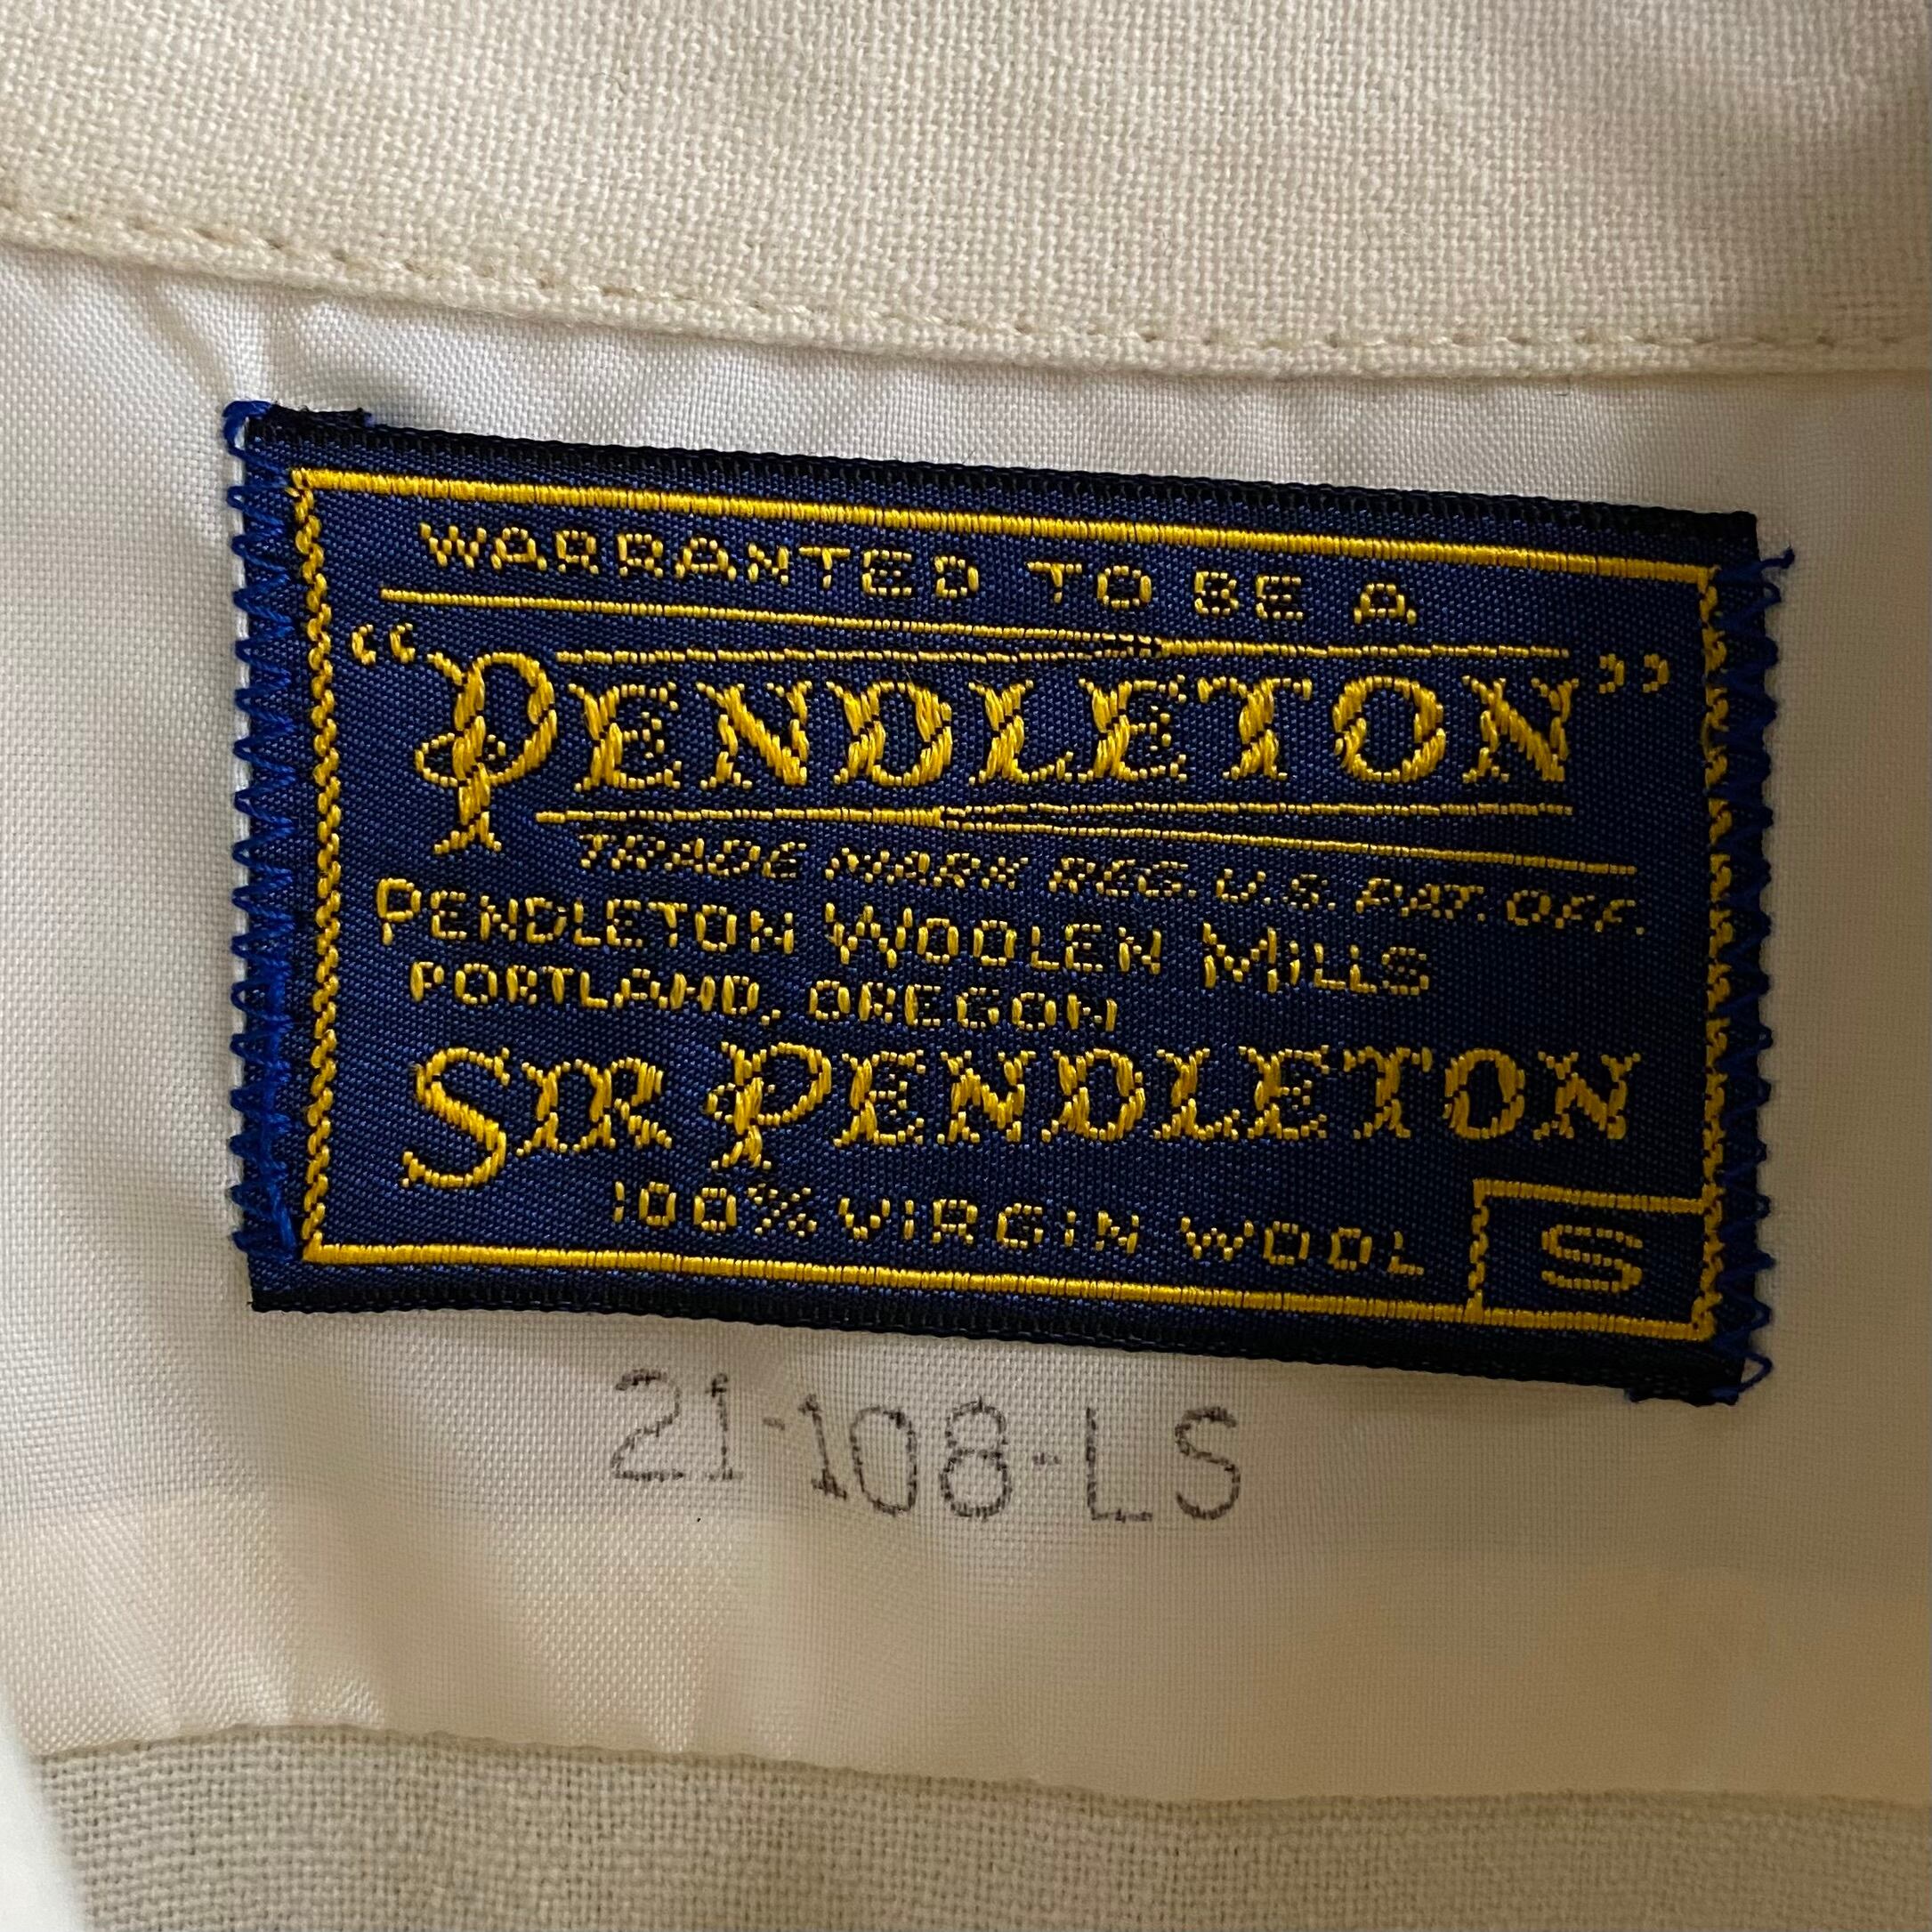 WARRANTED TO BE A
“PENDLETON”
TRADE MARK REG. U.S. PAT. OFF.
PENDLETON WOOLEN MILLS
PORTLAND, OREGON
SIR PENDLETON
100% VIRGIN WOOL
S
21-108-LS